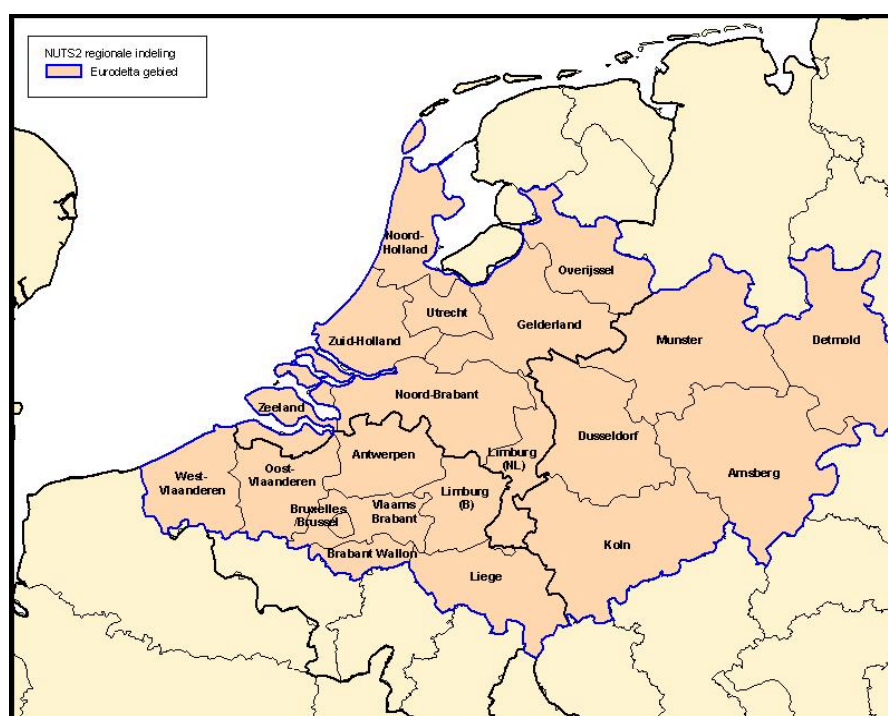 NUTS2 regionale indeling
Eurodelta gebied
Noord-
Holland
Overijssel
Utrecht
Gelderland
Zuid-Holland
Munster
Detmold
Noord-Brabant
Zeeland
Dusseldorf
Limburg
(NL)
Antwerpen
West-
Vlaanderen
Oost-
Vlaanderen
Arnsberg
Limburg
(B)
Vlaams
Brabant
Bruxelles
/Brussel
Brabant Wallon
Koln
Liege